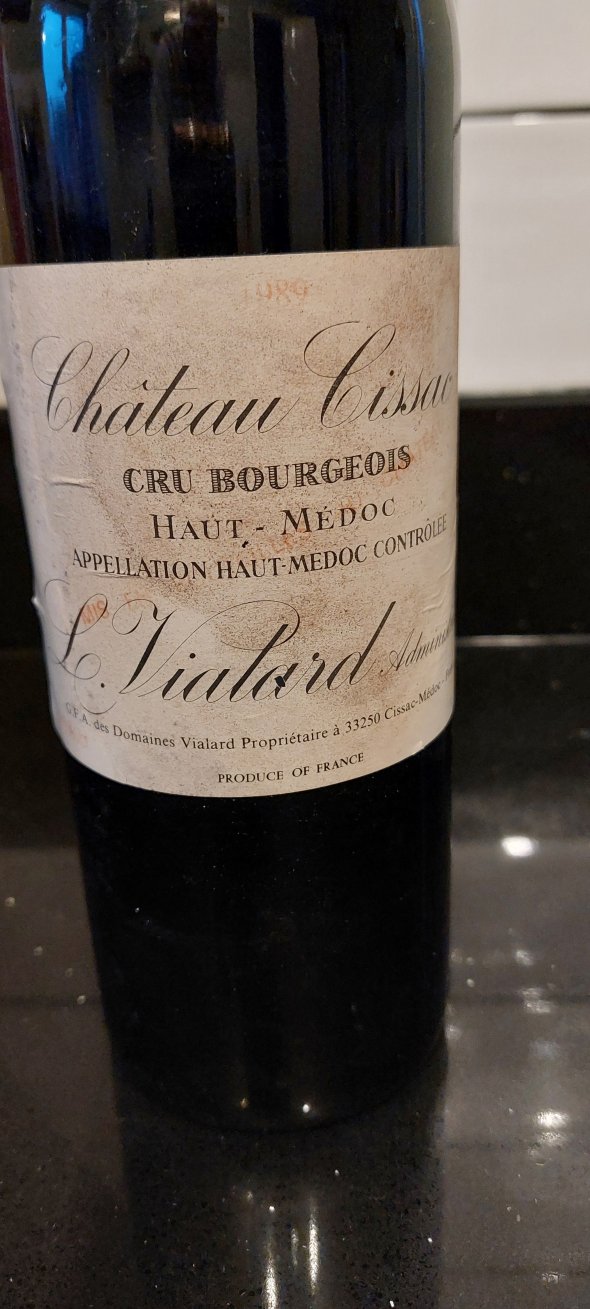 1989
Château Cissac
CRU BOURGEOIS
HAUT - MÉDOC
APPELLATION HAUT-MEDOC CONTRÔLÉE
L. Vialard
G.F.A. des Domaines Vialard Propriétaire à 33250 Cissac-Médoc -
PRODUCE OF FRANCE